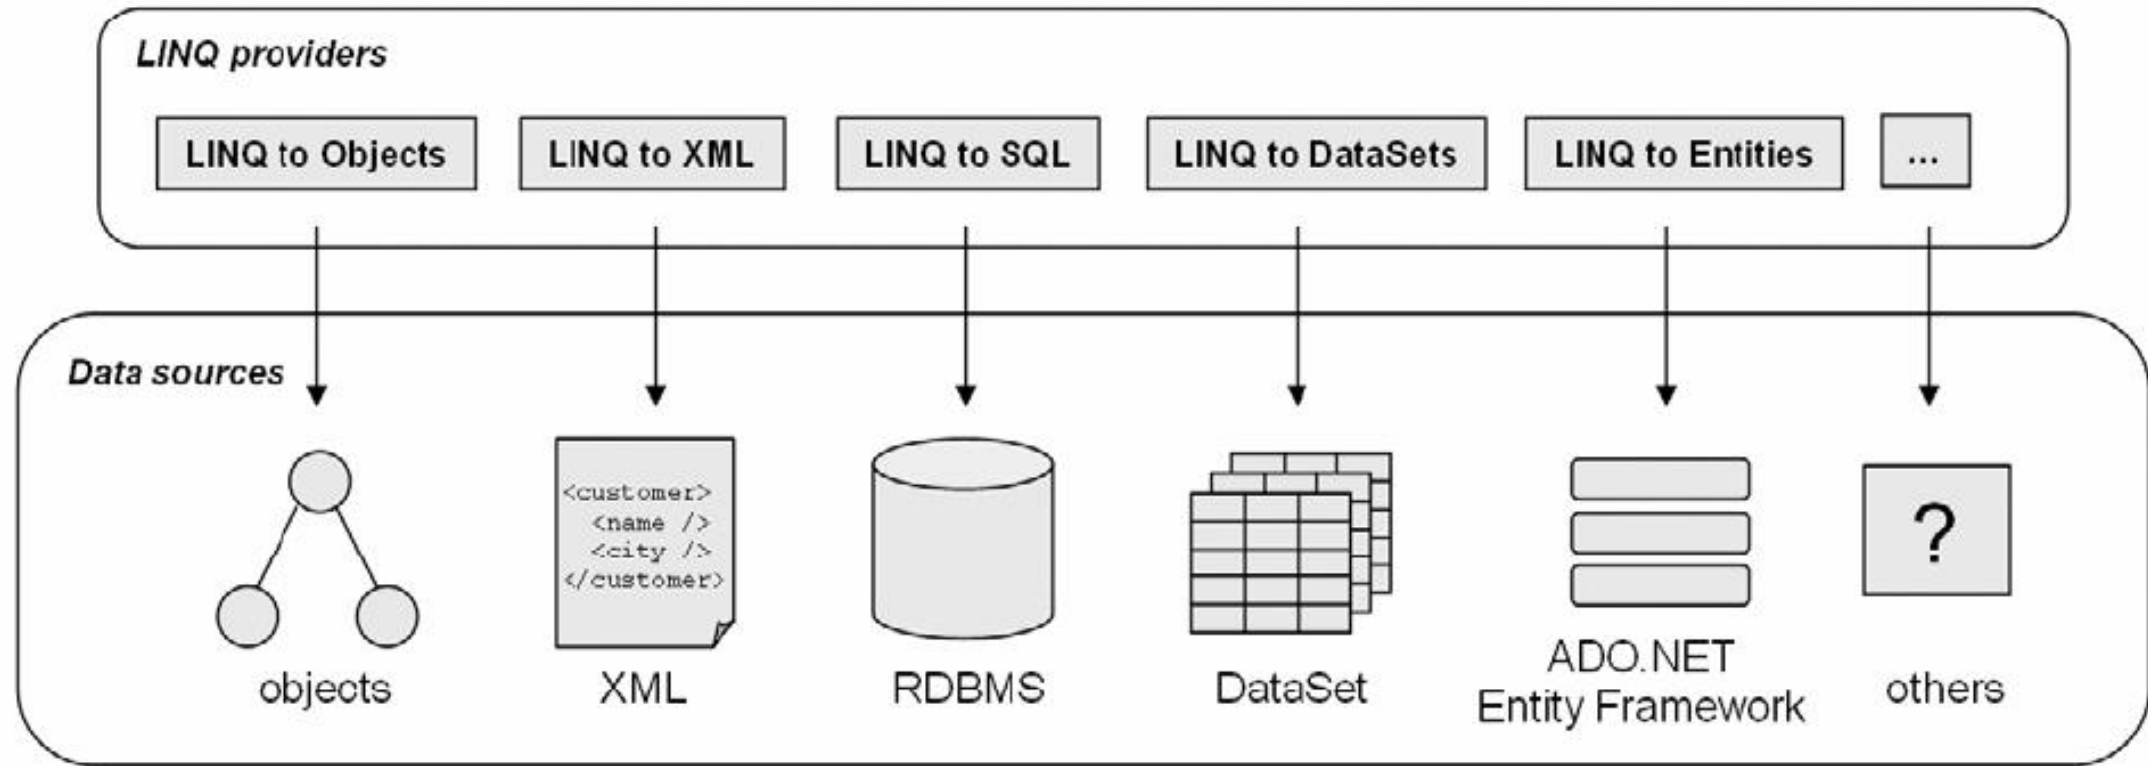 LINQ providers
LINQ to Objects
LINQ to XML
LINQ to SQL
LINQ to DataSets
LINQ to Entities
...
Data sources
<customer>
<name />
<city />
</customer>
?
objects
XML
RDBMS
DataSet
ADO.NET
Entity Framework
others